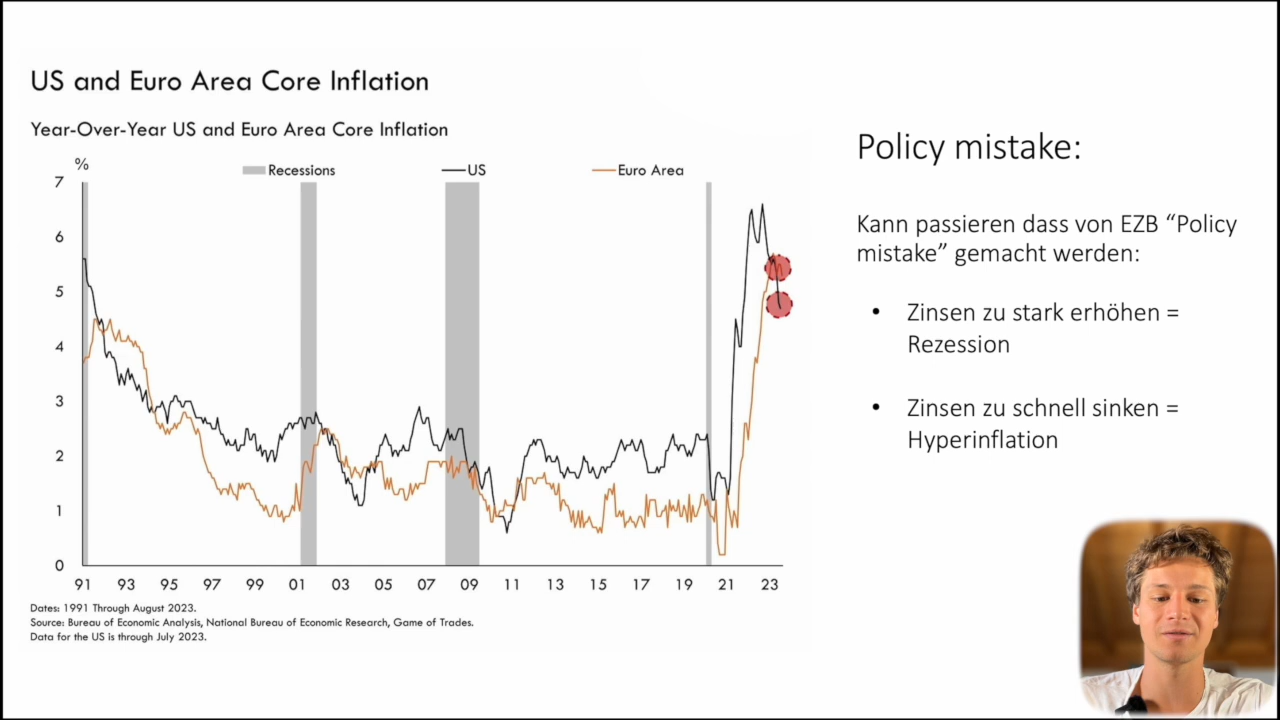 US and Euro Area Core Inflation
Year-Over-Year US and Euro Area Core Inflation
%
Recessions
US
Euro Area
7
6
5
4
3
2
1
0
91 93 95 97 99 01 03 05 07 09 11 13 15 17 19 21 23
Dates: 1991 Through August 2023.
Source: Bureau of Economic Analysis, National Bureau of Economic Research, Game of Trades.
Data for the US is through July 2023.
Policy mistake:
Kann passieren dass von EZB “Policy
mistake” gemacht werden:
• Zinsen zu stark erhöhen =
Rezession
• Zinsen zu schnell sinken =
Hyperinflation